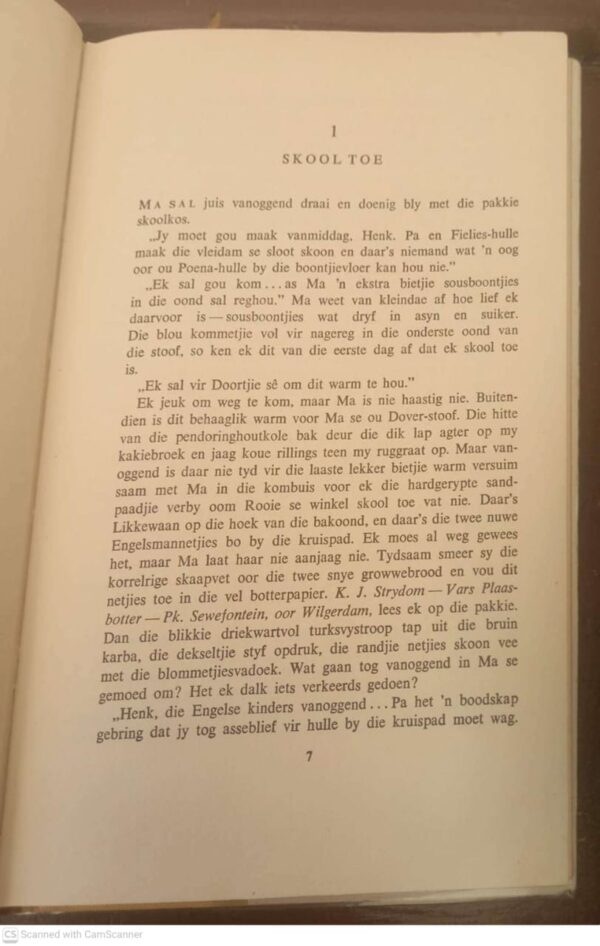 1
SKOOL TOE
MA SAL juis vanoggend draai en doenig bly met die pakkie
skoolkos.
„Jy moet gou maak vanmiddag, Henk. Pa en Fielies-hulle
maak die vleidam se sloot skoon en daar's niemand wat 'n oog
oor ou Poena-hulle by die boontjievloer kan hou nie.”
„Ek sal gou kom...as Ma 'n ekstra bietjie sousboontjies
in die oond sal reghou.” Ma weet van kleindae af hoe lief ek
daarvoor is—sousboontjies wat dryf in asyn en suiker.
Die blou kommetjie vol vir nagereg in die onderste oond van
die stoof, so ken ek dit van die eerste dag af dat ek skool toe
is.
„Ek sal vir Doortjie sê om dit warm te hou.”
Ek jeuk om weg te kom, maar Ma is nie haastig nie. Buiten-
dien is dit behaaglik warm voor Ma se ou Dover-stoof. Die hitte
van die pendoringhoutkole bak deur die dik lap agter op my
kakiebroek en jaag koue rillings teen my ruggraat op. Maar van-
oggend is daar nie tyd vir die laaste lekker bietjie warm versuim
saam met Ma in die kombuis voor ek die hardgerypte sand-
paadjie verby oom Rooie se winkel skool toe vat nie. Daar's
Likkewaan op die hoek van die bakoond, en daar's die twee nuwe
Engelsmannetjies bo by die kruispad. Ek moes al weg gewees
het, maar Ma laat haar nie aanjaag nie. Tydsaam smeer sy die
korrelrige skaapvet oor die twee snye growwebrood en vou dit
netjies toe in die vel botterpapier. K. J. Strydom—Vars Plaas-
botter—Pk. Sewefontein, oor Wilgerdam, lees ek op die pakkie.
Dan die blikkie driekwartvol turksvystroop tap uit die bruin
karba, die dekseltjie styf opdruk, die randjie netjies skoon vee
met die blommetjiesvadoek. Wat gaan tog vanoggend in Ma se
gemoed om? Het ek dalk iets verkeerds gedoen?
„Henk, die Engelse kinders vanoggend...Pa het 'n boodskap
gebring dat jy tog asseblief vir hulle by die kruispad moet wag.
7
CS Scanned with CamScanner